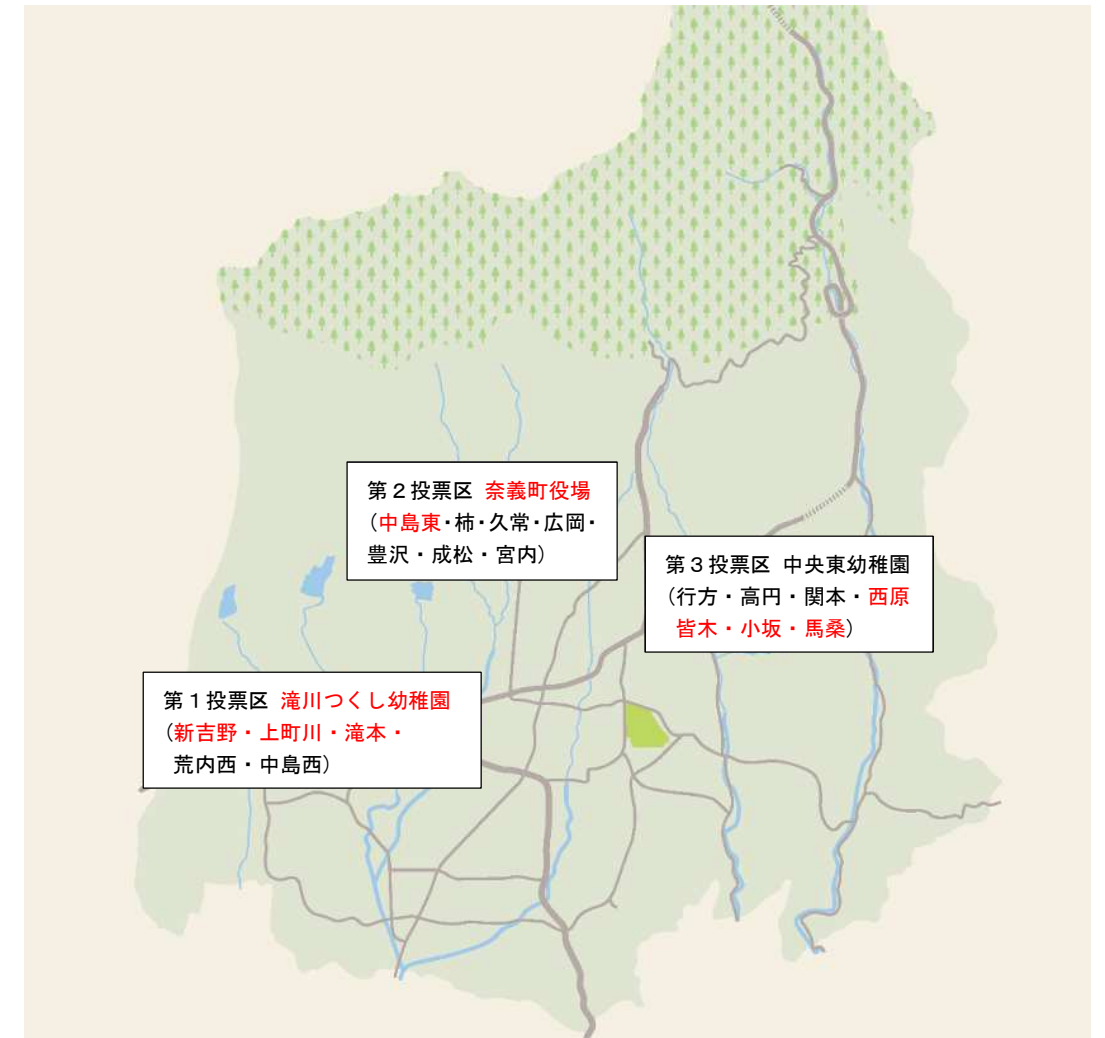 第２投票区 奈義町役場
（中島東・柿・久常・広岡・
豊沢・成松・宮内）
第３投票区 中央東幼稚園
（行方・高円・関本・西原
皆木・小坂・馬桑）
第１投票区 滝川つくし幼稚園
（新吉野・上町川・滝本・
荒内西・中島西）